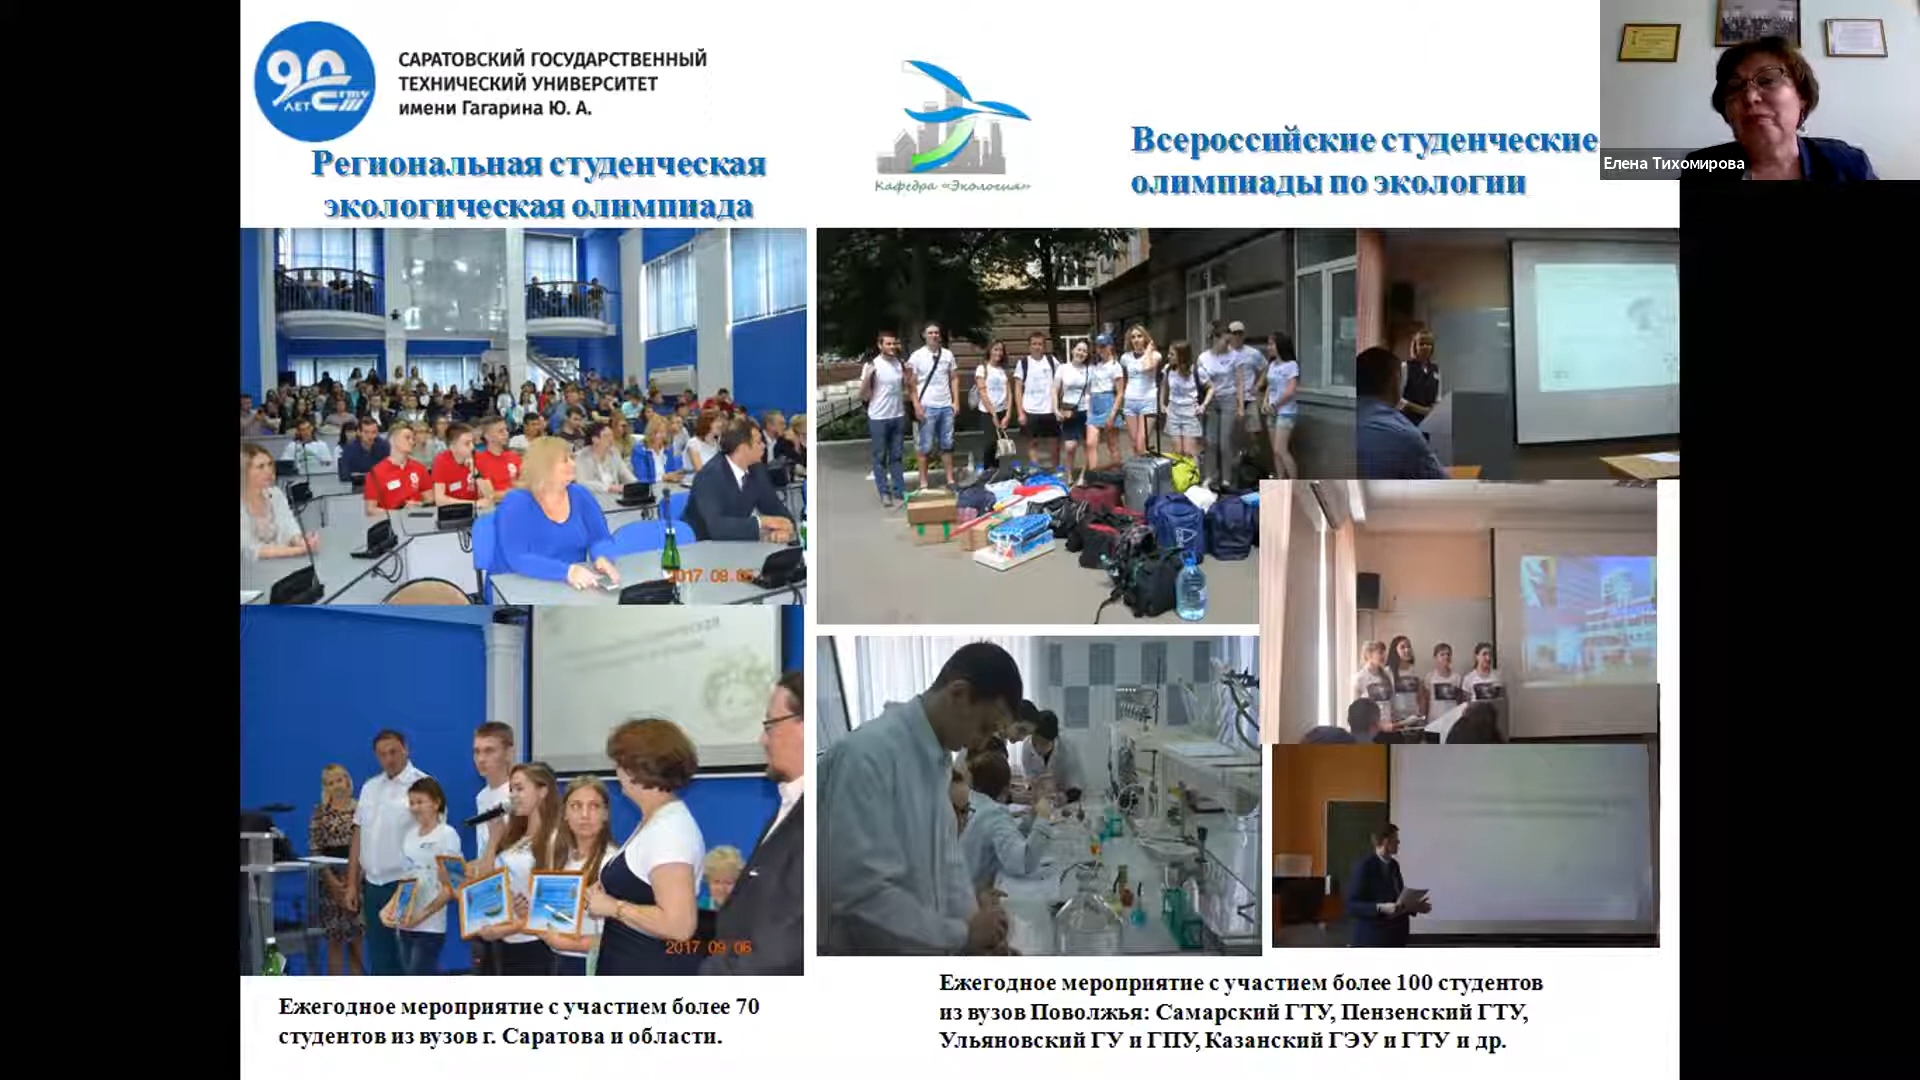 90
ЛЕТ
СГТУ
САРАТОВСКИЙ ГОСУДАРСТВЕННЫЙ
ТЕХНИЧЕСКИЙ УНИВЕРСИТЕТ
имени Гагарина Ю. А.
Региональная студенческая
экологическая олимпиада
Кафедра «Экология»
Всероссийские студенческие
олимпиады по экологии
Елена Тихомирова
2017 09 06
2017 09 06
Ежегодное мероприятие с участием более 70
студентов из вузов г. Саратова и области.
Ежегодное мероприятие с участием более 100 студентов
из вузов Поволжья: Самарский ГТУ, Пензенский ГТУ,
Ульяновский ГУ и ГПУ, Казанский ГЭУ и ГТУ и др.